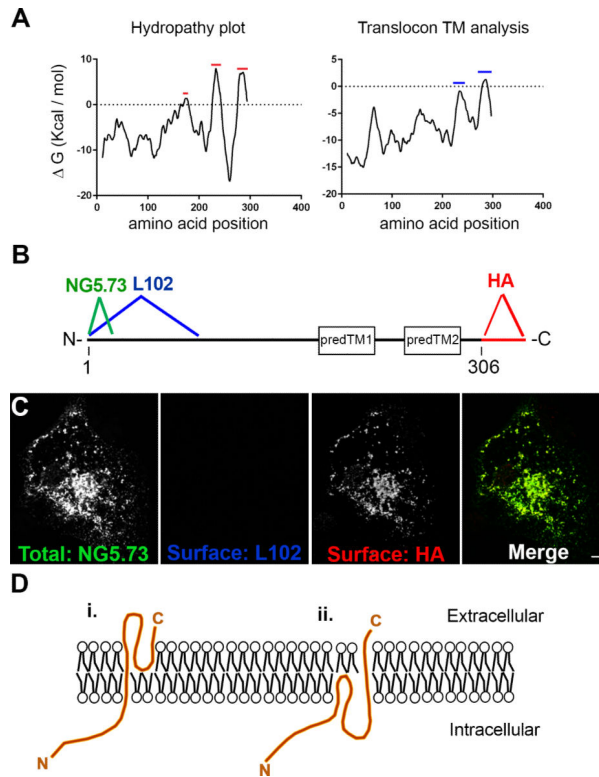 A
Hydropathy plot
Translocon TM analysis
Δ G (Kcal / mol)
10
0
-10
-20
0 100 200 300 400
amino acid position
5
0
-5
-10
-15
-20
0 100 200 300 400
amino acid position
B
NG5.73
L102
HA
N-
predTM1
predTM2
-C
1
306
C
Total: NG5.73
Surface: L102
Surface: HA
Merge
D
i.
C
ii.
C
Extracellular
Intracellular
N
N